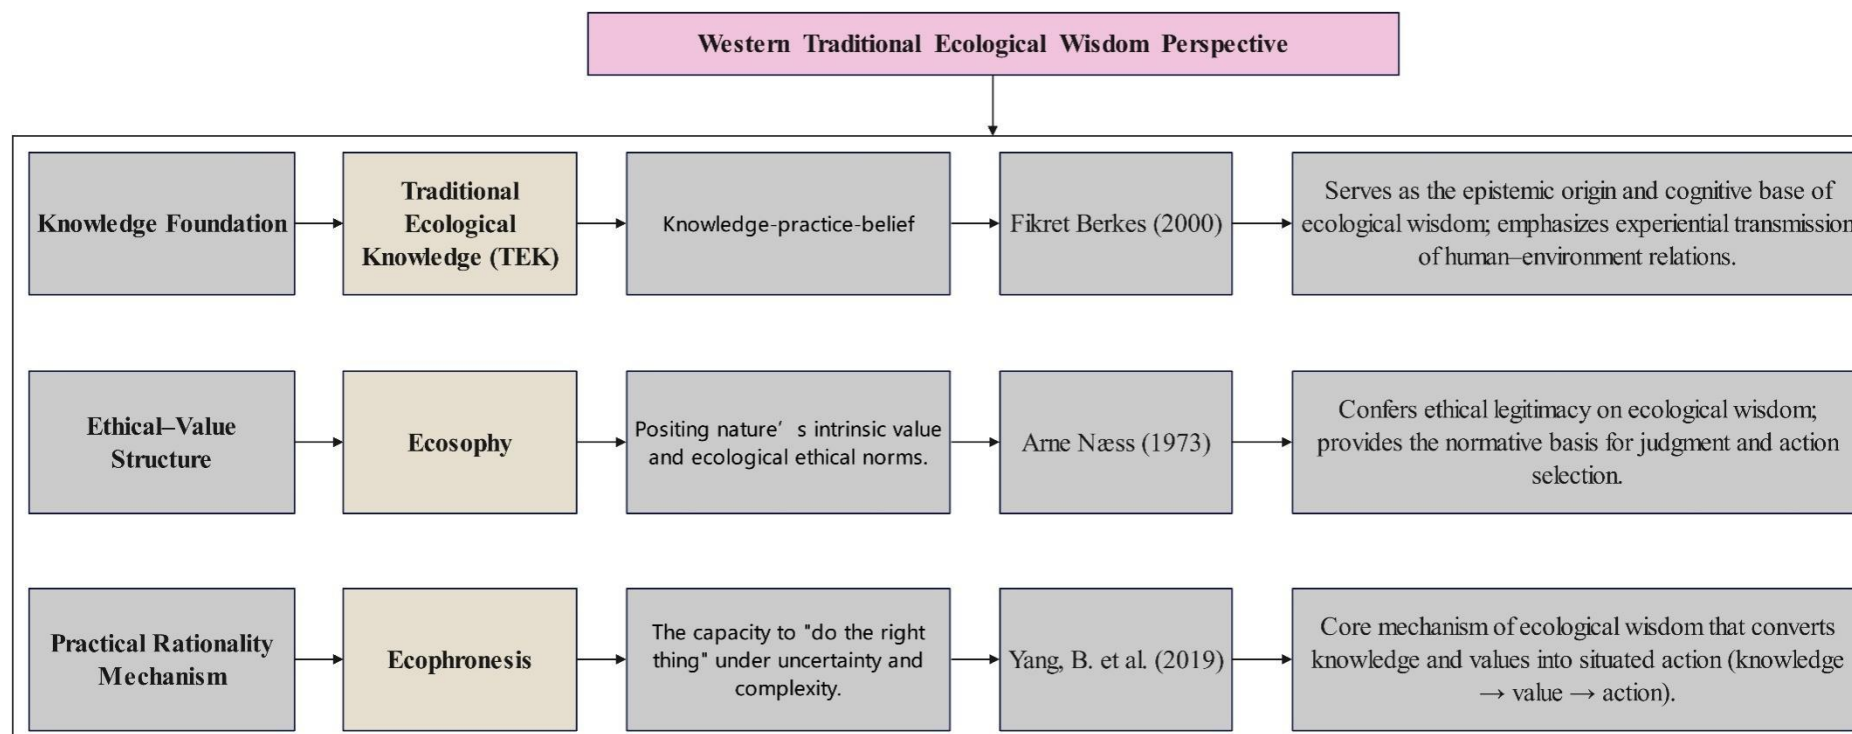 Western Traditional Ecological Wisdom Perspective
Knowledge Foundation
Traditional
Ecological
Knowledge (TEK)
Knowledge-practice-belief
Fikret Berkes (2000)
Serves as the epistemic origin and cognitive base of
ecological wisdom; emphasizes experiential transmission
of human–environment relations.
Ethical–Value
Structure
Ecosophy
Positing nature’s intrinsic value
and ecological ethical norms.
Arne Næss (1973)
Confers ethical legitimacy on ecological wisdom;
provides the normative basis for judgment and action
selection.
Practical Rationality
Mechanism
Ecophronesis
The capacity to "do the right
thing" under uncertainty and
complexity.
Yang, B. et al. (2019)
Core mechanism of ecological wisdom that converts
knowledge and values into situated action (knowledge
→ value → action).